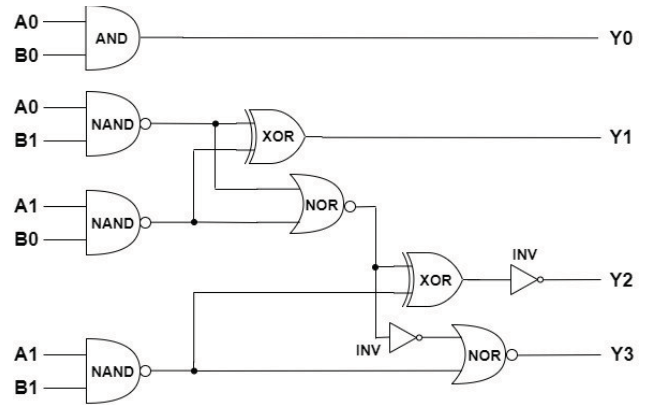 A0
AND
Y0
B0
A0
NAND
XOR
Y1
B1
A1
NAND
NOR
B0
INV
XOR
Y2
A1
INV
NAND
NOR
Y3
B1